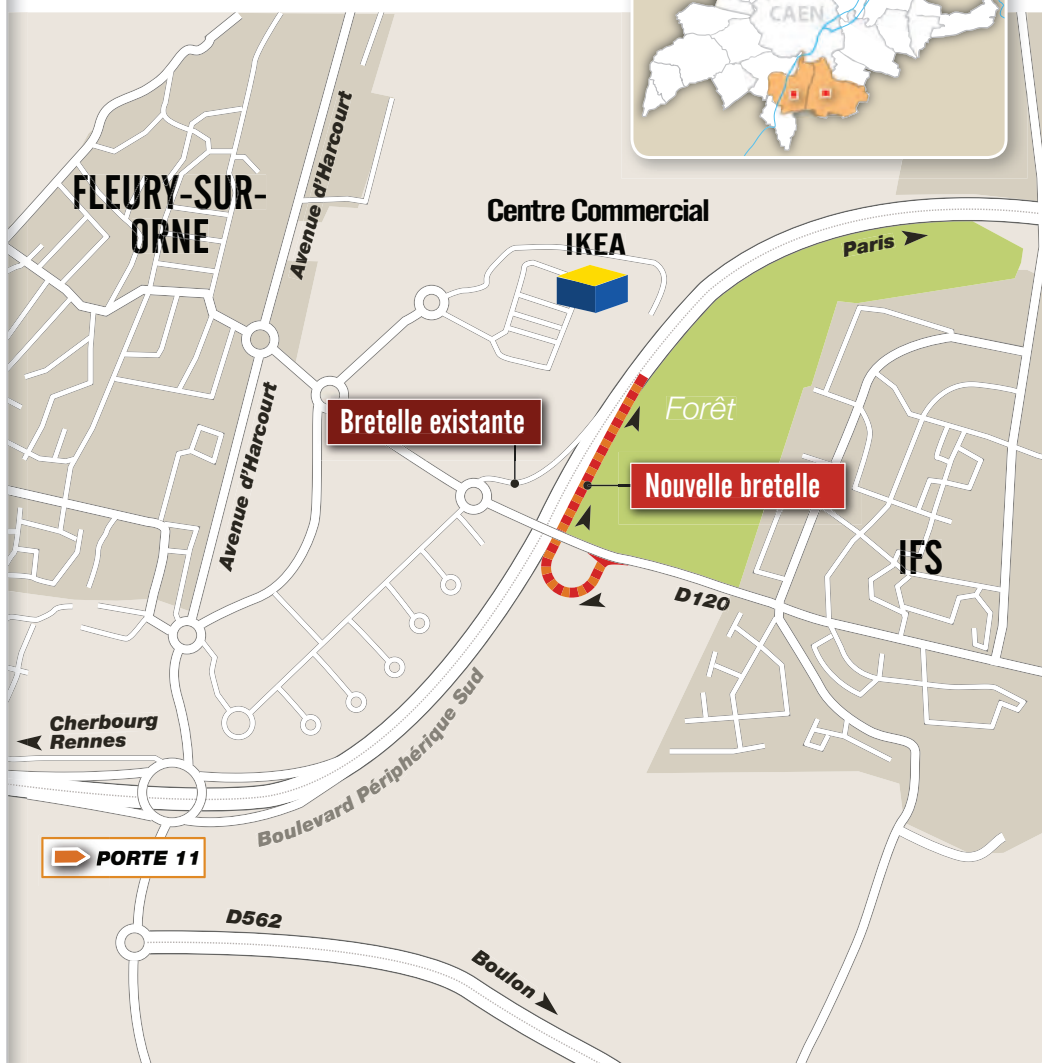 CAEN
Avenue d'Harcourt
FLEURY-SUR-
ORNE
Centre Commercial
IKEA
Paris
Forêt
Bretelle existante
Nouvelle bretelle
Avenue d'Harcourt
IFS
D120
Boulevard Périphérique Sud
Cherbourg
Rennes
PORTE 11
D562
Boulon